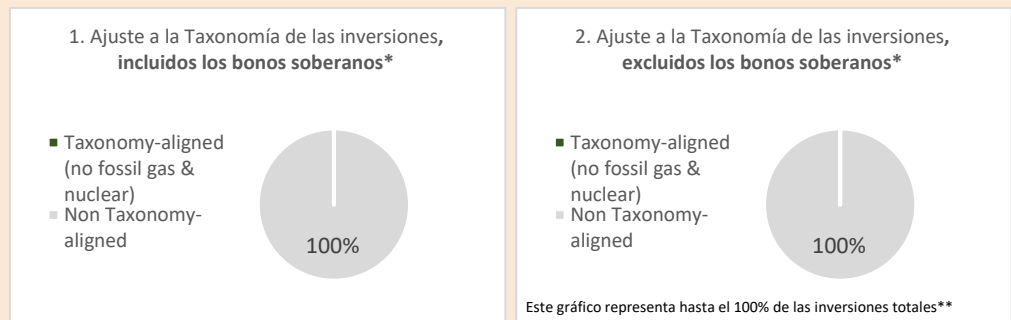 1. Ajuste a la Taxonomía de las inversiones,
incluidos los bonos soberanos*
Taxonomy-aligned
(no fossil gas &
nuclear)
Non Taxonomy-
aligned
100%
2. Ajuste a la Taxonomía de las inversiones,
excluidos los bonos soberanos*
Taxonomy-aligned
(no fossil gas &
nuclear)
Non Taxonomy-
aligned
100%
Este gráfico representa hasta el 100% de las inversiones totales**